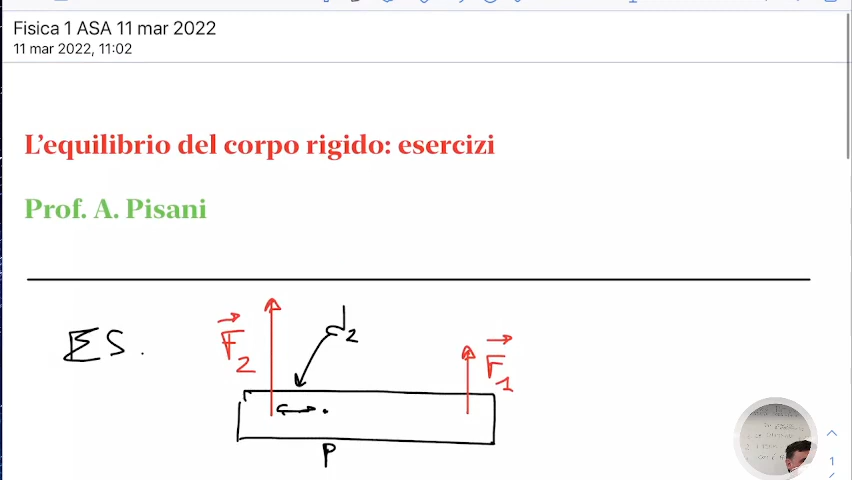 Fisica 1 ASA 11 mar 2022
11 mar 2022, 11:02
L'equilibrio del corpo rigido: esercizi
Prof. A. Pisani
ES.
F2
d2
F1
P
1